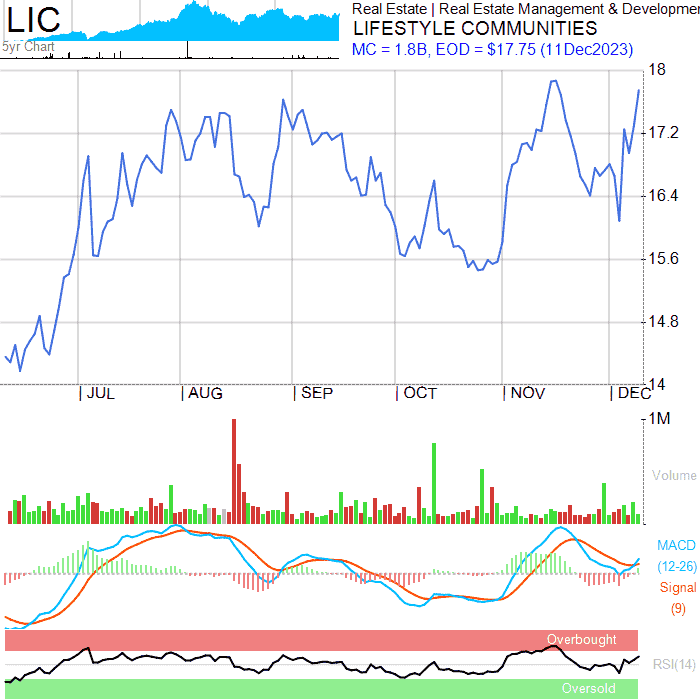 LIC
5yr Chart
Real Estate | Real Estate Management & Developmen
LIFESTYLE COMMUNITIES
MC = 1.8B, EOD = $17.75 (11Dec2023)
18
17.2
16.4
15.6
14.8
14
JUL
AUG
SEP
OCT
NOV
DEC
1M
Volume
MACD
(12-26)
Signal
(9)
Overbought
RSI(14)
Oversold